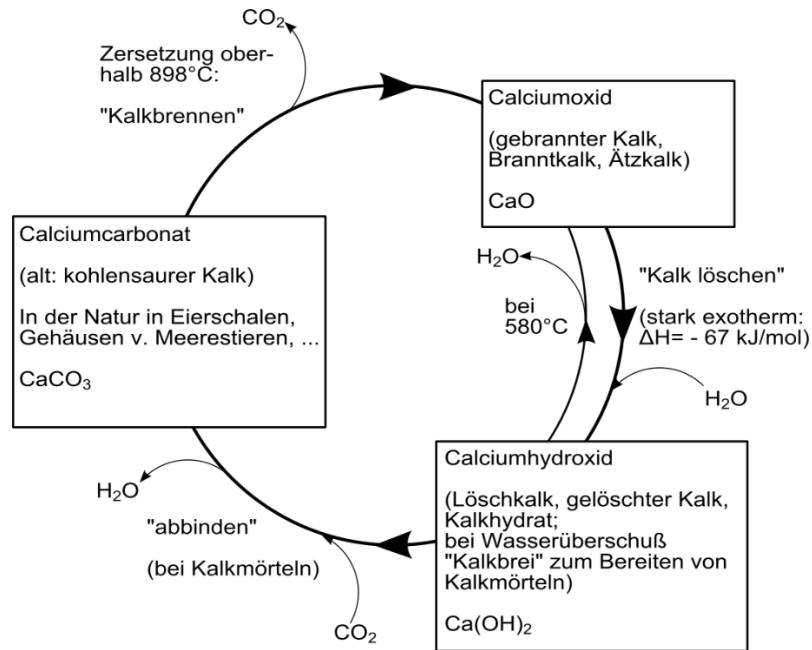 CO₂
Zersetzung ober-
halb 898°C:
"Kalkbrennen"
Calciumoxid
(gebrannter Kalk,
Branntkalk, Ätzkalk)
CaO
Calciumcarbonat
(alt: kohlensaurer Kalk)
In der Natur in Eierschalen,
Gehäusen v. Meerestieren, ...
CaCO₃
H₂O
bei
580°C
"Kalk löschen"
(stark exotherm:
ΔH= - 67 kJ/mol)
H₂O
Calciumhydroxid
(Löschkalk, gelöschter Kalk,
Kalkhydrat;
bei Wasserüberschuß
"Kalkbrei" zum Bereiten von
Kalkmörteln)
Ca(OH)₂
H₂O
"abbinden"
(bei Kalkmörteln)
CO₂